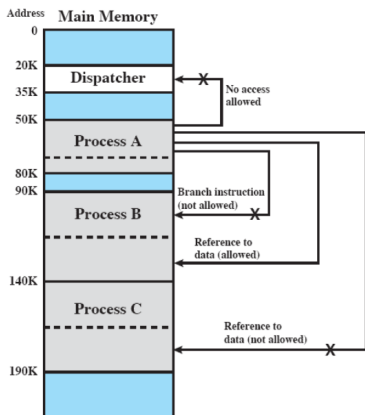 Address
Main Memory
0
20K
Dispatcher
35K
No access
allowed
50K
Process A
80K
90K
Branch instruction
(not allowed)
Process B
Reference to
data (allowed)
140K
Process C
Reference to
data (not allowed)
190K